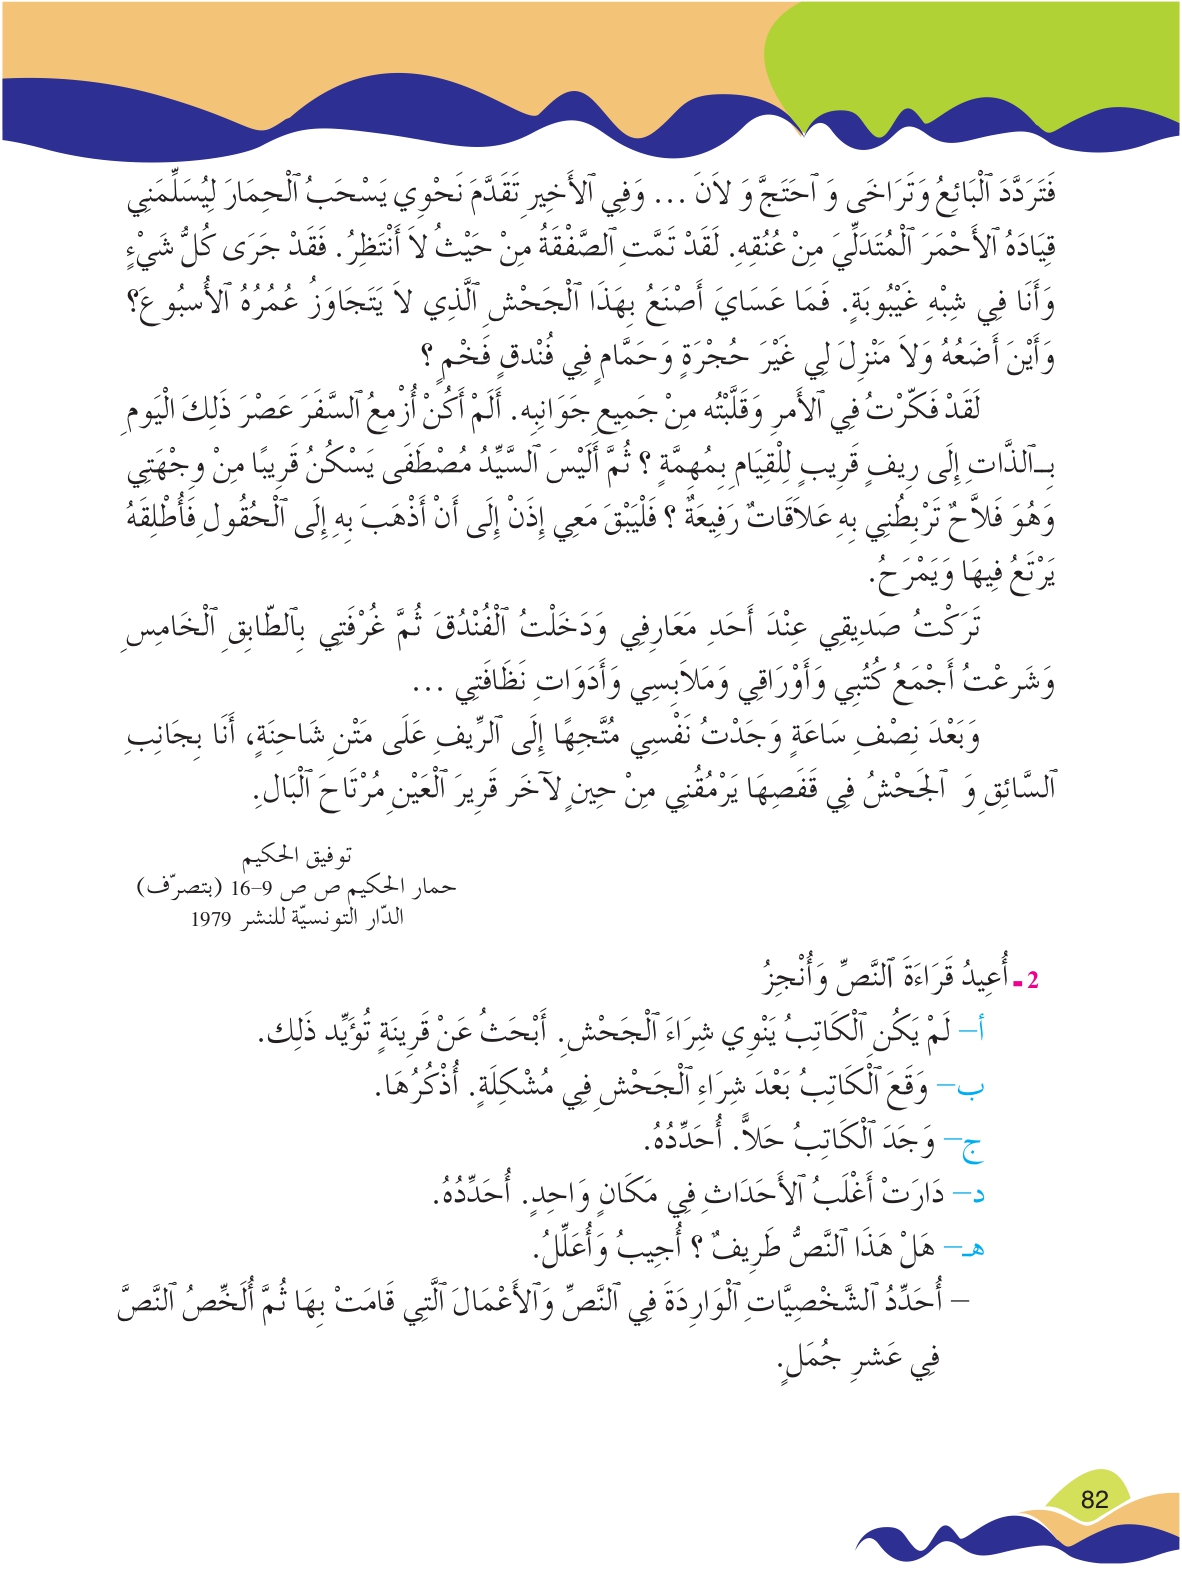 فَتَرَدَّدَ ٱلْبَائِعُ وَتَرَاخَى وَ ٱحْتَجَّ وَ لاَنَ ... وَفِي ٱلأَخِيرِ تَقَدَّمَ نَحْوِي يَسْحَبُ ٱلْحِمَارَ لِيُسَلِّمَنِي
قِيَادَهُ ٱلأَحْمَرَ ٱلْمُتَدَلِّيَ مِنْ عُنُقِهِ. لَقَدْ تَمَّتِ ٱلصَّفْقَةُ مِنْ حَيْثُ لاَ أَنْتَظِرُ. فَقَدْ جَرَى كُلُّ شَيْءٍ
وَأَنَا فِي شِبْهِ غَيْبُوبَةٍ. فَمَا عَسَايَ أَصْنَعُ بِهَذَا ٱلْجَحْشِ ٱلَّذِي لاَ يَتَجَاوَزُ عُمُرُهُ ٱلأُسبُوعَ؟
وَأَيْنَ أَضَعُهُ وَلاَ مَنْزِلَ لِي غَيْرَ حُجْرَةٍ وَحَمَّامٍ فِي فُنْدقٍ فَخْمٍ ؟
لَقَدْ فَكّرْتُ فِي ٱلأَمرِ وَقَلَّبْتُه مِنْ جَمِيعِ جَوَانِبِه. أَلَمْ أَكُنْ أُزْمِعُ ٱلسَّفَرَ عَصْرَ ذَلِكَ الْيَومِ
بِـٱلذَّاتِ إِلَى رِيفٍ قَرِيبٍ لِلْقِيَامِ بِمُهِمَّةٍ ؟ ثُمَّ أَلَيْسَ ٱلسَّيِّدُ مُصْطَفَى يَسْكُنُ قَرِيبًا مِنْ وِجْهَتِي
وَهُوَ فَلاَّحٌ تَرْبِطُنِي بِهِ عَلاَقَاتٌ رَفِيعَةٌ ؟ فَلْيَبْقَ مَعِي إِذَنْ إِلَى أَنْ أَذْهَبَ بِهِ إِلَى ٱلْحُقُولِ فَأُطْلِقَهُ
يَرْتَعُ فِيهَا وَيَمْرَحُ.
تَرَكْتُ صَدِيقِي عِنْدَ أَحَدِ مَعَارِفِي وَدَخَلْتُ ٱلْفُنْدُقَ ثُمَّ غُرْفَتِي بِٱلطّابِقِ ٱلْخَامِسِ
وَشَرعْتُ أَجْمَعُ كُتُبِي وَأَوْرَاقِي وَمَلاَبِسِي وَأَدَوَاتِ نَظَافَتِي ...
وَبَعْدَ نِصْفِ سَاعَةٍ وَجَدْتُ نَفْسِي مُتَّجِهًا إِلَى ٱلرِّيفِ عَلَى مَتْنِ شَاحِنَةٍ، أَنَا بِجَانِبِ
ٱلسَّائِقِ وَ ٱلجَحْشُ فِي قَفَصِهَا يَرْمُقُنِي مِنْ حِينٍ لآخَر قَرِيرَ ٱلْعَيْنِ مُرْتَاحَ ٱلْبَالِ.
توفيق الحكيم
حمار الحكيم ص ص 9–16 (بتصرّف)
الدّار التونسيّة للنشر 1979
2 - أُعِيدُ قَرَاءَةَ ٱلنَّصِّ وَأُنْجِزُ
أ– لَمْ يَكُنِ ٱلْكَاتِبُ يَنْوِي شِرَاءَ ٱلْجَحْشِ. أَبْحَثُ عَنْ قَرِينَةٍ تُؤَيِّد ذَلِك.
ب– وَقَعَ ٱلْكَاتِبُ بَعْدَ شِرَاءِ ٱلْجَحْشِ فِي مُشْكِلَةٍ. أُذْكُرُهَا.
ج– وَجَدَ ٱلْكَاتِبُ حَلاًّ. أُحَدِّدُهُ.
د– دَارَتْ أَغْلَبُ ٱلأَحَدَاثِ فِي مَكَانٍ وَاحِدٍ. أُحَدِّدُهُ.
هـ– هَلْ هَذَا ٱلنَّصُّ طَرِيفٌ ؟ أُجِيبُ وَأُعَلِّلُ.
– أُحَدِّدُ ٱلشَّخْصِيَّاتِ ٱلْوَارِدَةَ فِي ٱلنَّصِّ وَٱلأَعْمَالَ ٱلَّتِي قَامَتْ بِهَا ثُمَّ أُلَخِّصُ ٱلنَّصَّ
فِي عَشرِ جُمَلٍ.
82